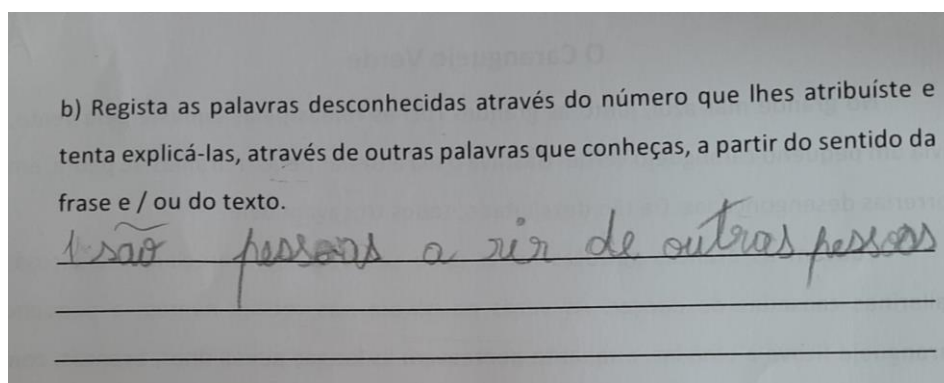 b) Regista as palavras desconhecidas através do número que lhes atribuíste e
tenta explicá-las, através de outras palavras que conheças, a partir do sentido da
frase e / ou do texto.
1- são pessoas a rir de outras pessoas